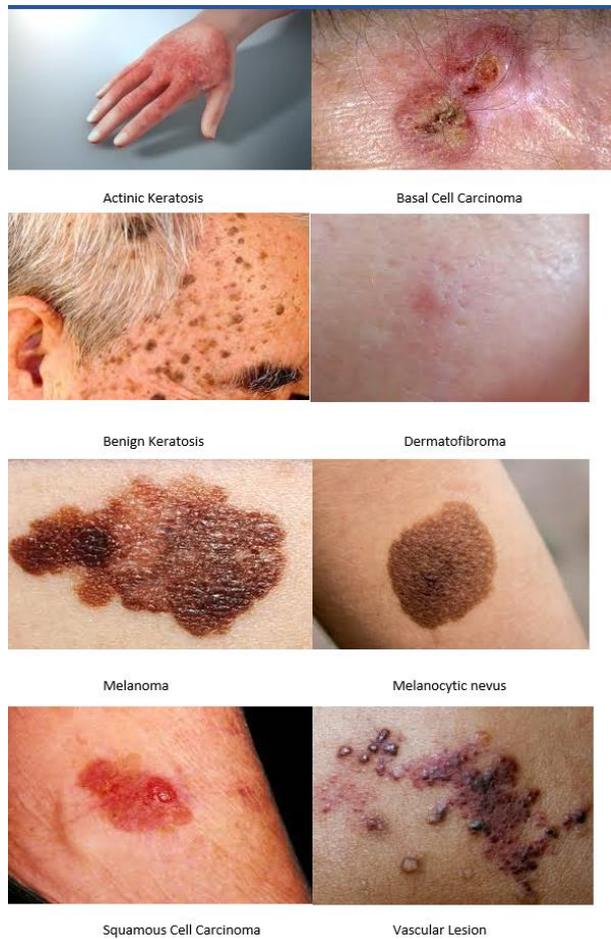 Actinic Keratosis
Basal Cell Carcinoma
Benign Keratosis
Dermatofibroma
Melanoma
Melanocytic nevus
Squamous Cell Carcinoma
Vascular Lesion